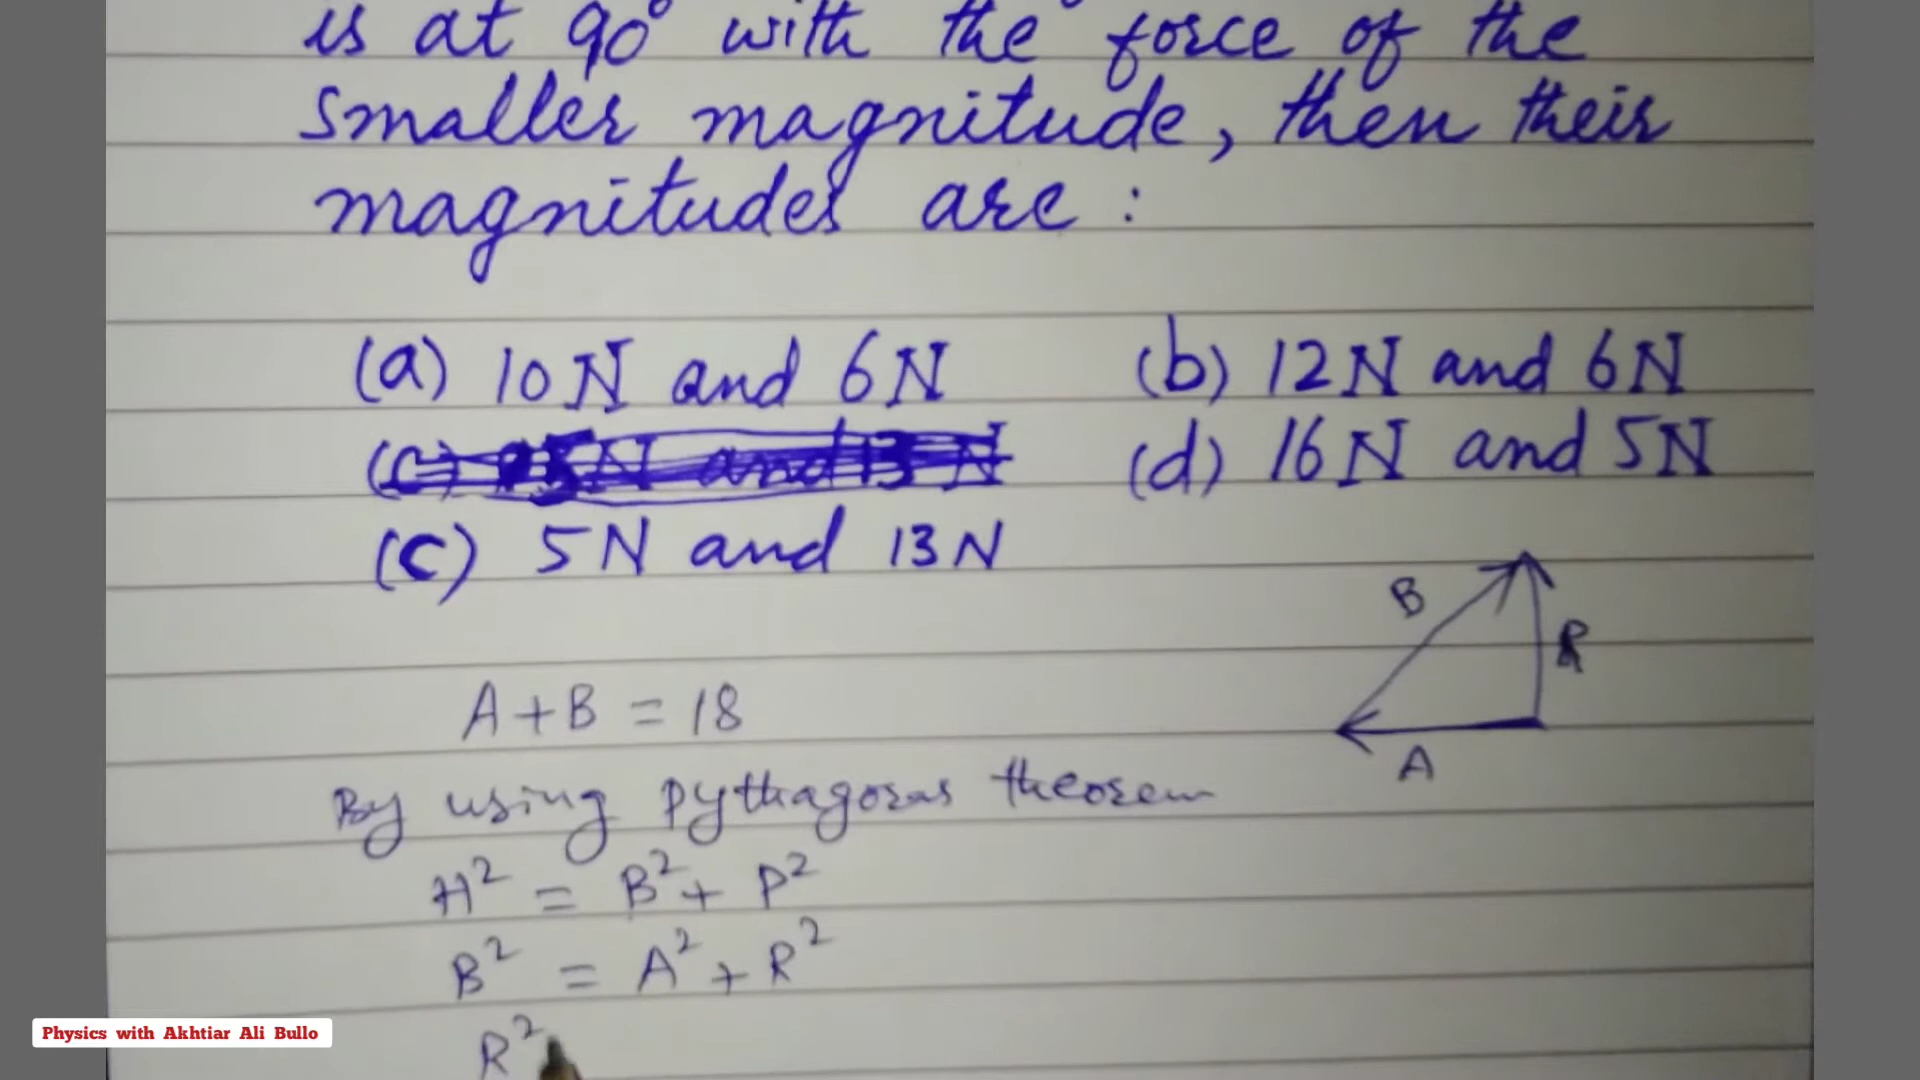 is at 90° with the force of the
smaller magnitude, then their
magnitudes are :
(a) 10 N and 6 N (b) 12 N and 6 N
(d) 16 N and 5 N
(c) 5 N and 13 N
B
R
A
A + B = 18
By using pythagoras theorem
H² = B² + P²
B² = A² + R²
R²
Physics with Akhtiar Ali Bullo